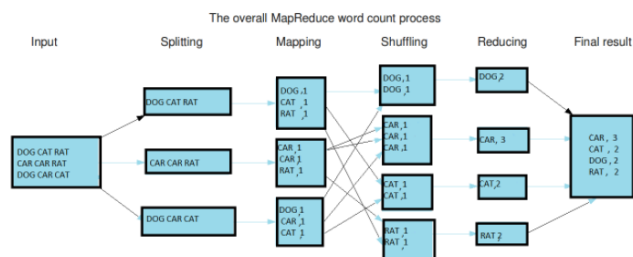 The overall MapReduce word count process
Input
Splitting
Mapping
Shuffling
Reducing
Final result
DOG CAT RAT
CAR CAR RAT
DOG CAR CAT
DOG CAT RAT
CAR CAR RAT
DOG CAR CAT
DOG ,1
CAT ,1
RAT ,1
CAR ,1
CAR ,1
RAT ,1
DOG ,1
CAR ,1
CAT ,1
DOG ,1
DOG ,1
CAR ,1
CAR ,1
CAR ,1
CAT ,1
CAT ,1
RAT ,1
RAT ,1
DOG,2
CAR, 3
CAT,2
RAT,2
CAR, 3
CAT , 2
DOG, 2
RAT, 2